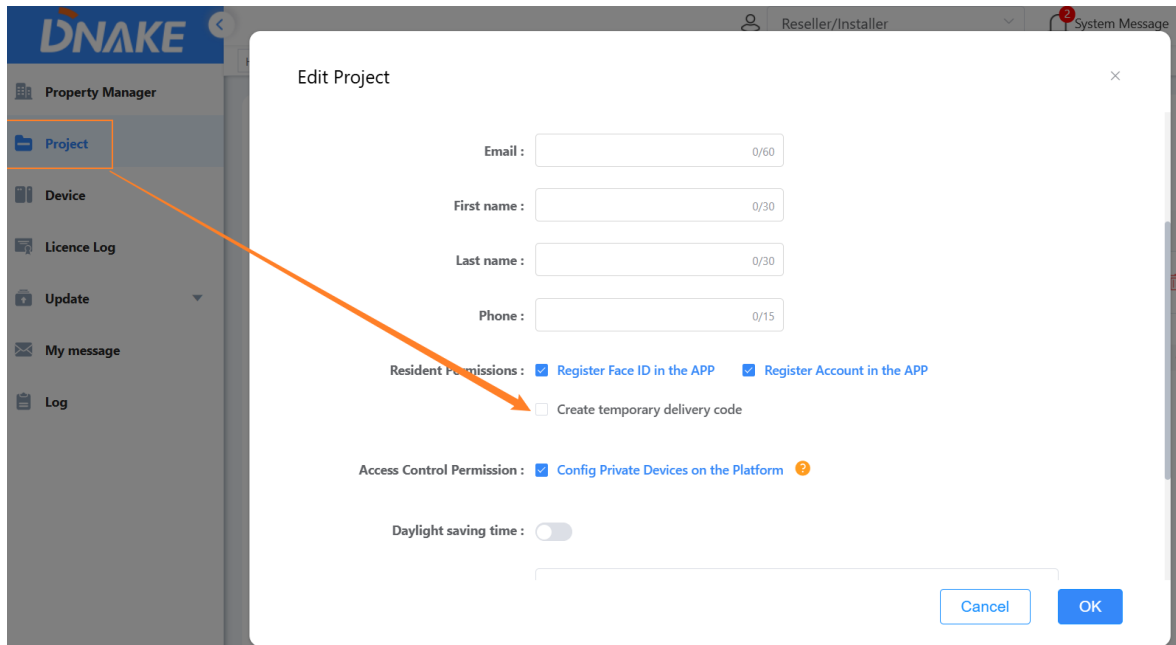 DNAKE
Reseller/Installer
2
System Message
Property Manager
Project
Device
Licence Log
Update
My message
Log
Edit Project
Email :
0/60
First name :
0/30
Last name :
0/30
Phone :
0/15
Resident Permissions : Register Face ID in the APP Register Account in the APP
Create temporary delivery code
Access Control Permission : Config Private Devices on the Platform ?
Daylight saving time :
Cancel OK